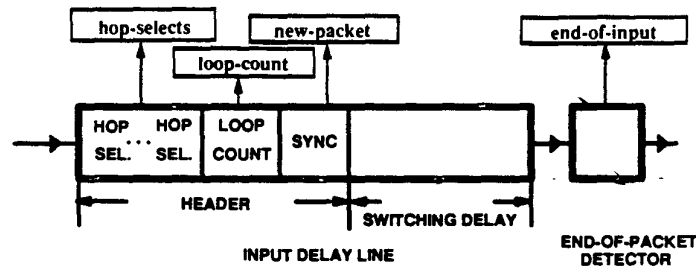 hop-selects
new-packet
end-of-input
loop-count
HOP ... HOP
SEL. SEL.
LOOP
COUNT
SYNC
HEADER
SWITCHING DELAY
INPUT DELAY LINE
END-OF-PACKET
DETECTOR